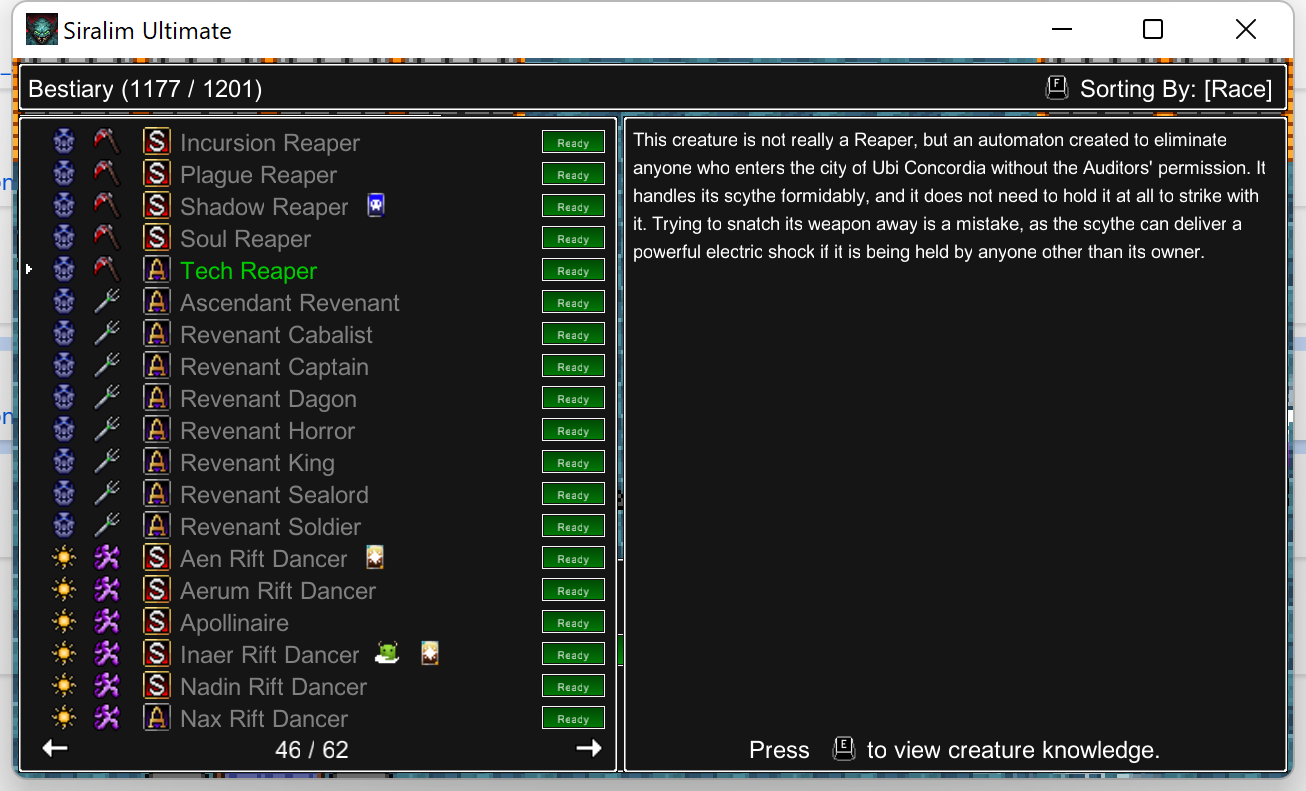 Siralim Ultimate
Bestiary (1177 / 1201)
F Sorting By: [Race]
S Incursion Reaper Ready
S Plague Reaper Ready
S Shadow Reaper Ready
S Soul Reaper Ready
A Tech Reaper Ready
A Ascendant Revenant Ready
A Revenant Cabalist Ready
A Revenant Captain Ready
A Revenant Dagon Ready
A Revenant Horror Ready
A Revenant King Ready
A Revenant Sealord Ready
A Revenant Soldier Ready
S Aen Rift Dancer Ready
S Aerum Rift Dancer Ready
S Apollinaire Ready
S Inaer Rift Dancer Ready
S Nadin Rift Dancer Ready
A Nax Rift Dancer Ready
46 / 62
This creature is not really a Reaper, but an automaton created to eliminate
anyone who enters the city of Ubi Concordia without the Auditors' permission. It
handles its scythe formidably, and it does not need to hold it at all to strike with
it. Trying to snatch its weapon away is a mistake, as the scythe can deliver a
powerful electric shock if it is being held by anyone other than its owner.
Press E to view creature knowledge.